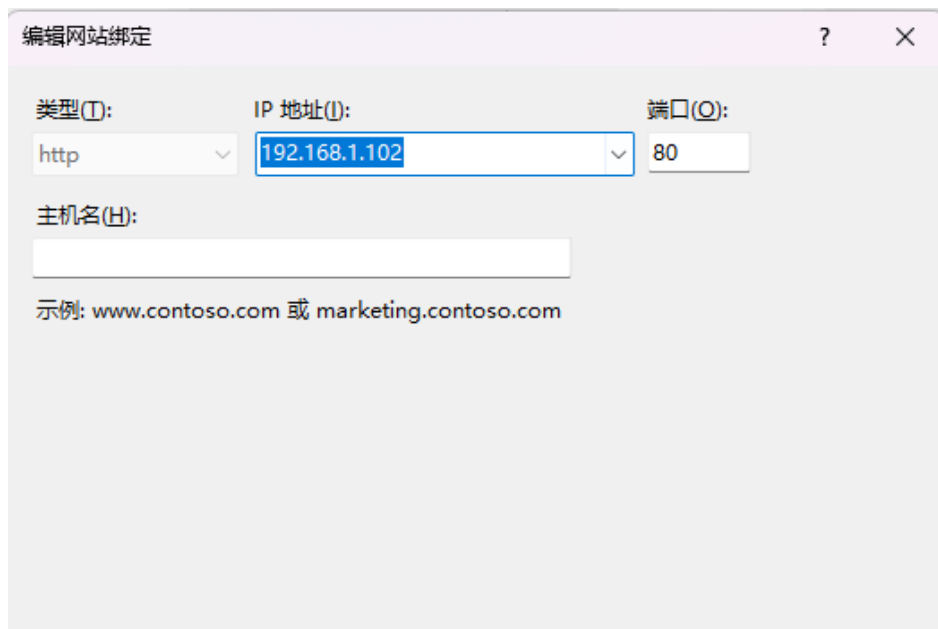 编辑网站绑定
类型(T): IP 地址(I): 端口(O):
http 192.168.1.102 80
主机名(H):
示例: www.contoso.com 或 marketing.contoso.com